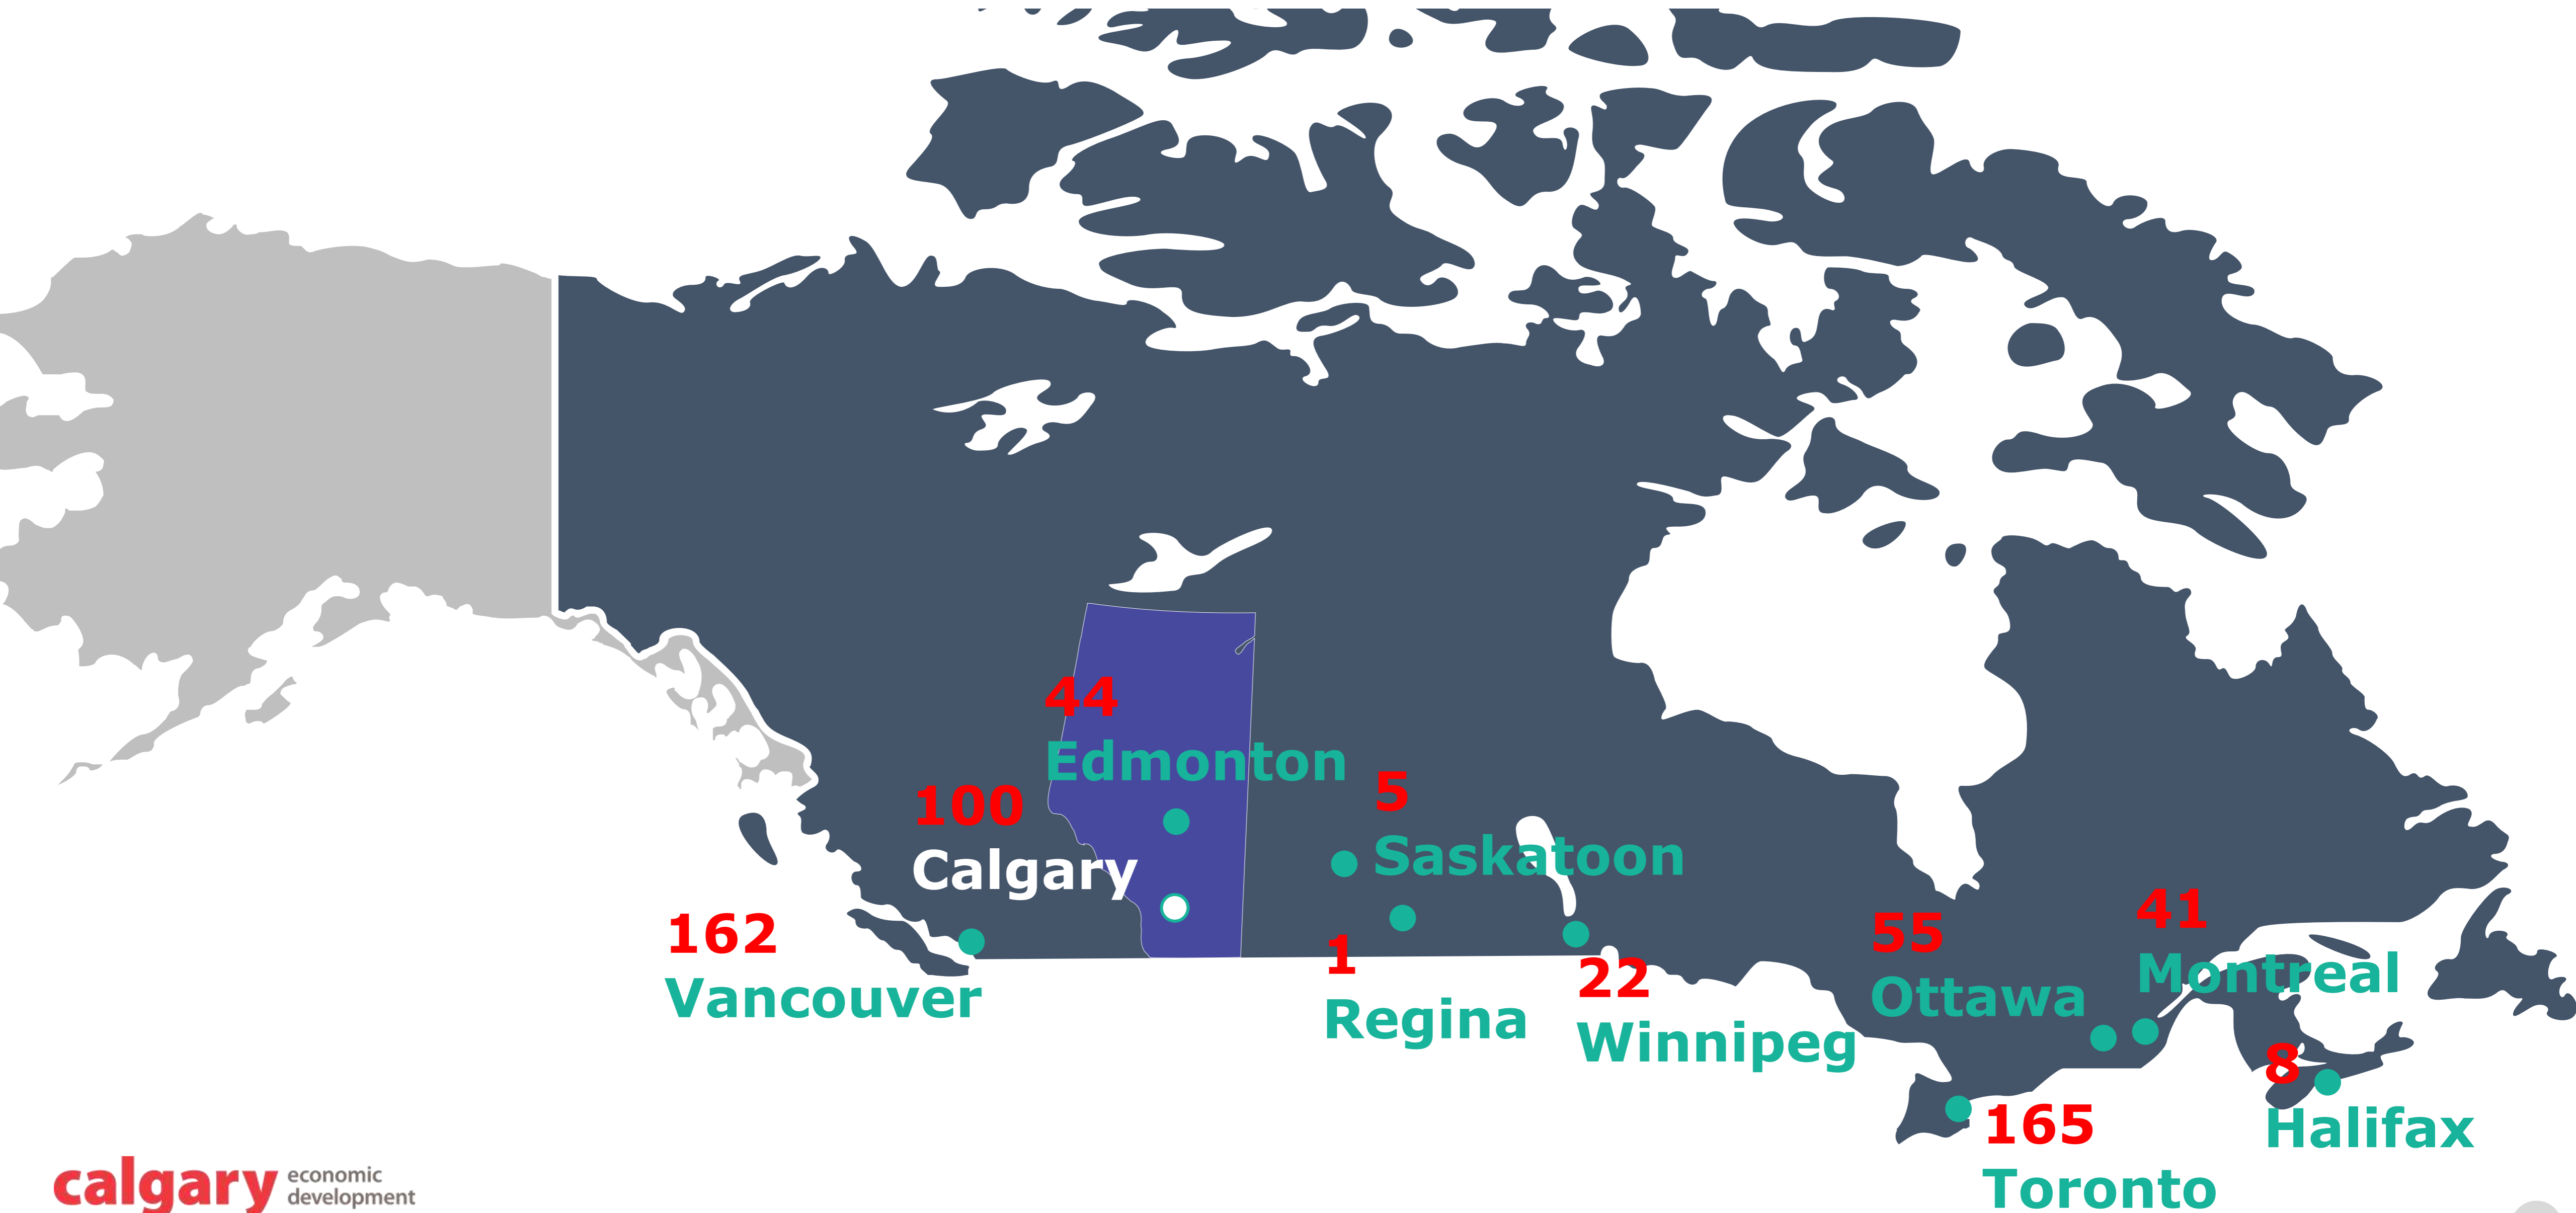 44
Edmonton
100
Calgary
5
Saskatoon
162
Vancouver
1
Regina
22
Winnipeg
55
Ottawa
41
Montreal
8
Halifax
165
Toronto
calgary economic
development